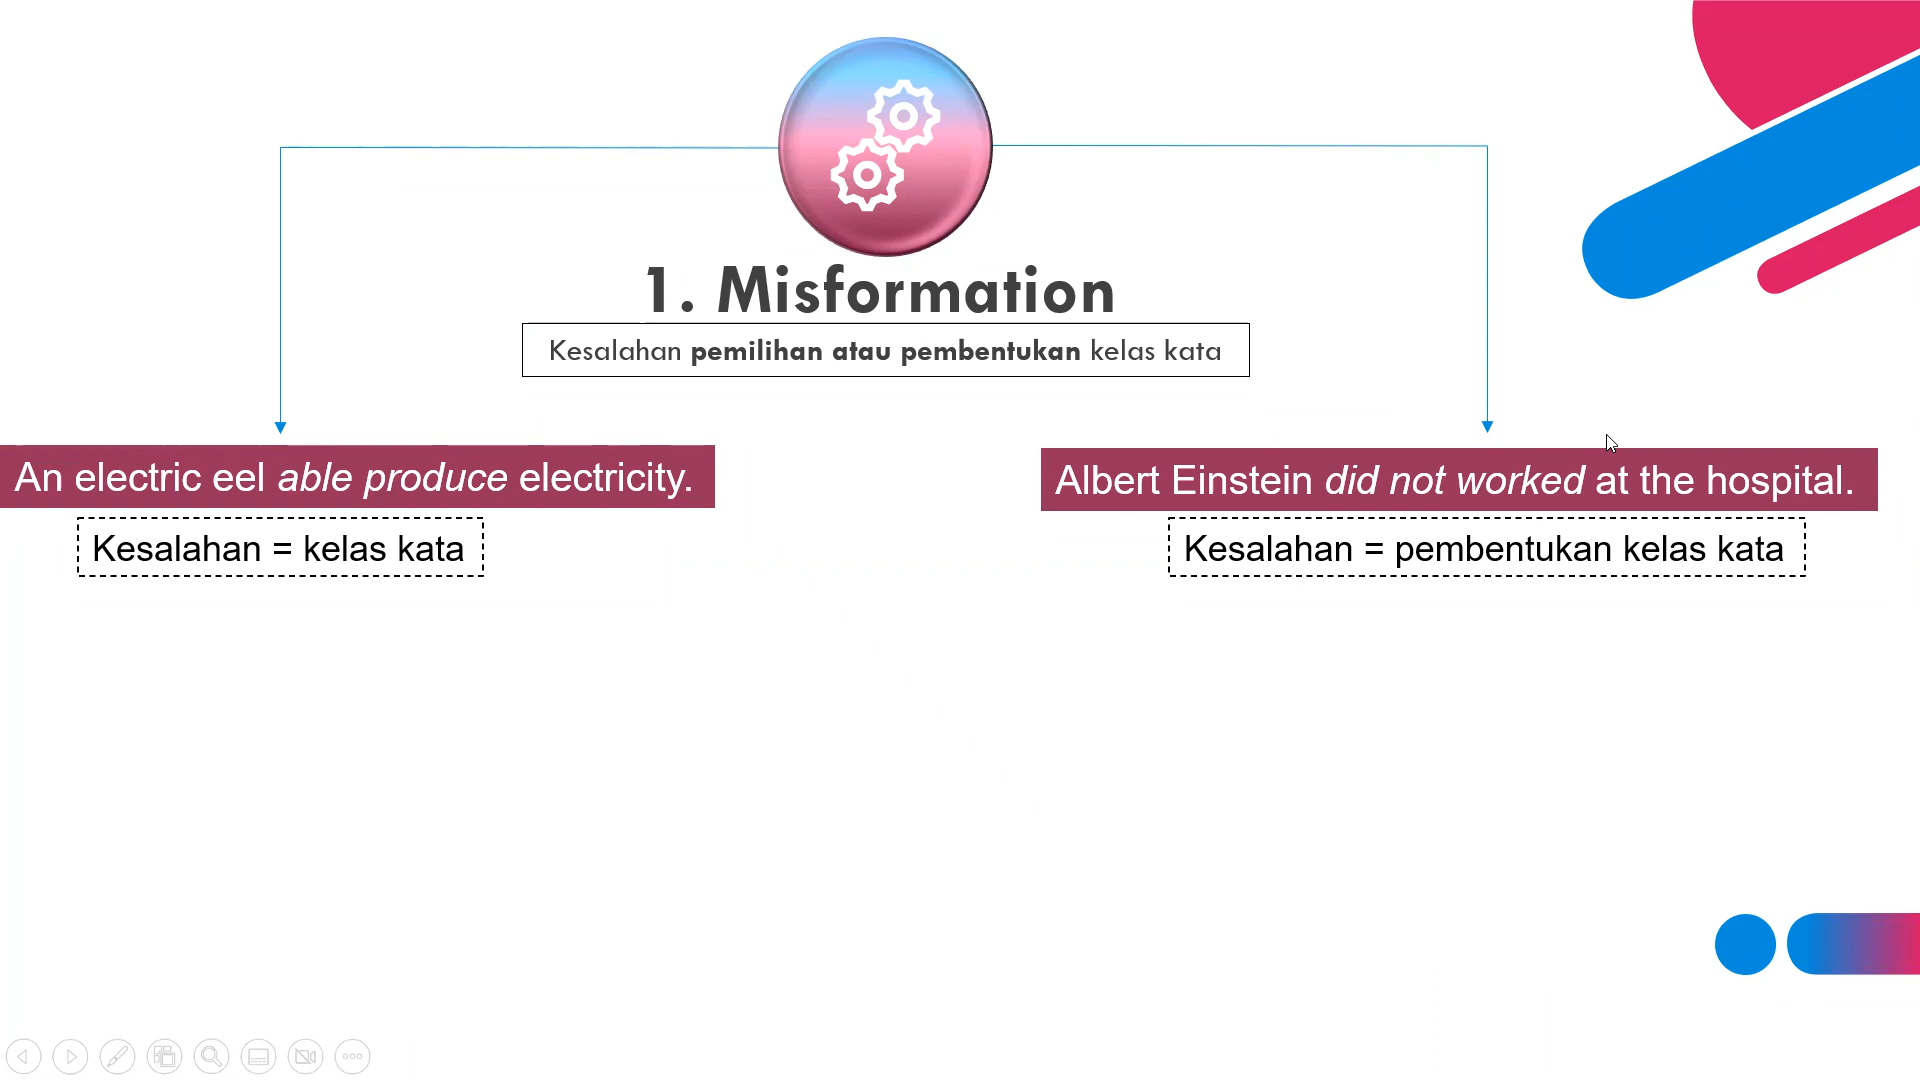 1. Misformation
Kesalahan pemilihan atau pembentukan kelas kata
An electric eel able produce electricity.
Kesalahan = kelas kata
Albert Einstein did not worked at the hospital.
Kesalahan = pembentukan kelas kata